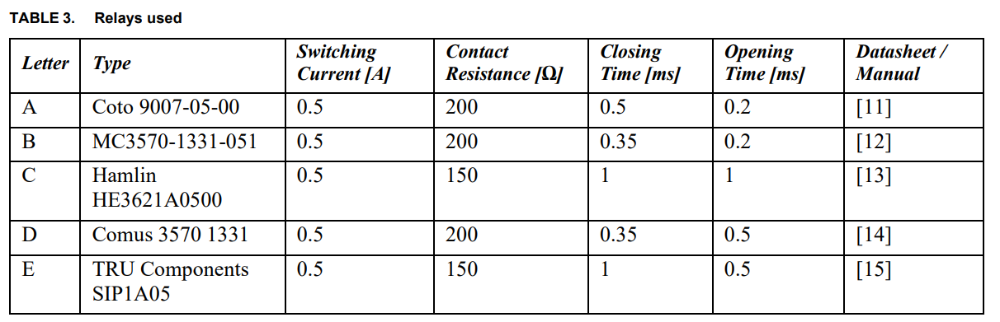 TABLE 3. Relays used
Letter Type Switching Current [A] Contact Resistance [Ω] Closing Time [ms] Opening Time [ms] Datasheet / Manual
A Coto 9007-05-00 0.5 200 0.5 0.2 [11]
B MC3570-1331-051 0.5 200 0.35 0.2 [12]
C Hamlin HE3621A0500 0.5 150 1 1 [13]
D Comus 3570 1331 0.5 200 0.35 0.5 [14]
E TRU Components SIP1A05 0.5 150 1 0.5 [15]